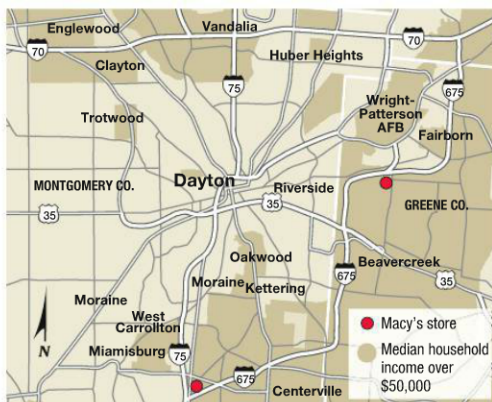 Englewood
Vandalia
70
70
Clayton
Huber Heights
75
675
Wright-
Patterson
AFB
Trotwood
Fairborn
MONTGOMERY CO.
Dayton
Riverside
GREENE CO.
35
35
Oakwood
Beavercreek
675
35
Moraine
Kettering
Moraine
West
Carrollton
N
Miamisburg
75
675
Centerville
Macy's store
Median household
income over
$50,000